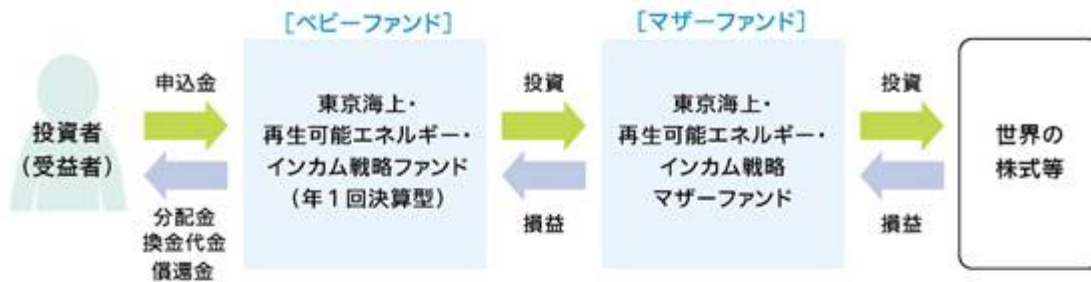 [ベビーファンド]
[マザーファンド]
投資者
(受益者)
申込金
分配金
換金代金
償還金
東京海上・
再生可能エネルギー・
インカム戦略ファンド
(年1回決算型)
投資
損益
東京海上・
再生可能エネルギー・
インカム戦略
マザーファンド
投資
損益
世界の
株式等